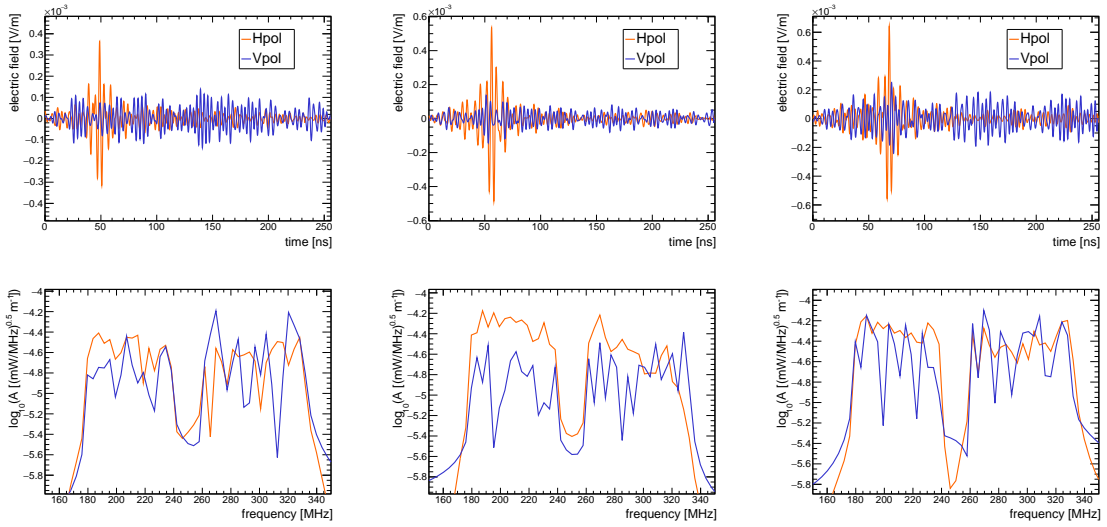 ×10⁻³
electric field [V/m]
0.4
0.3
0.2
0.1
0
−0.1
−0.2
−0.3
−0.4
Hpol
Vpol
0 50 100 150 200 250
time [ns]
×10⁻³
electric field [V/m]
0.6
0.4
0.2
0
−0.2
−0.4
−0.6
Hpol
Vpol
0 50 100 150 200 250
time [ns]
×10⁻³
electric field [V/m]
0.6
0.4
0.2
0
−0.2
−0.4
−0.6
Hpol
Vpol
0 50 100 150 200 250
time [ns]
log₁₀(A [(mW/MHz)⁰·⁵ m⁻¹])
−4
−4.2
−4.4
−4.6
−4.8
−5
−5.2
−5.4
−5.6
−5.8
160 180 200 220 240 260 280 300 320 340
frequency [MHz]
log₁₀(A [(mW/MHz)⁰·⁵ m⁻¹])
−4
−4.2
−4.4
−4.6
−4.8
−5
−5.2
−5.4
−5.6
−5.8
160 180 200 220 240 260 280 300 320 340
frequency [MHz]
log₁₀(A [(mW/MHz)⁰·⁵ m⁻¹])
−4
−4.2
−4.4
−4.6
−4.8
−5
−5.2
−5.4
−5.6
−5.8
160 180 200 220 240 260 280 300 320 340
frequency [MHz]